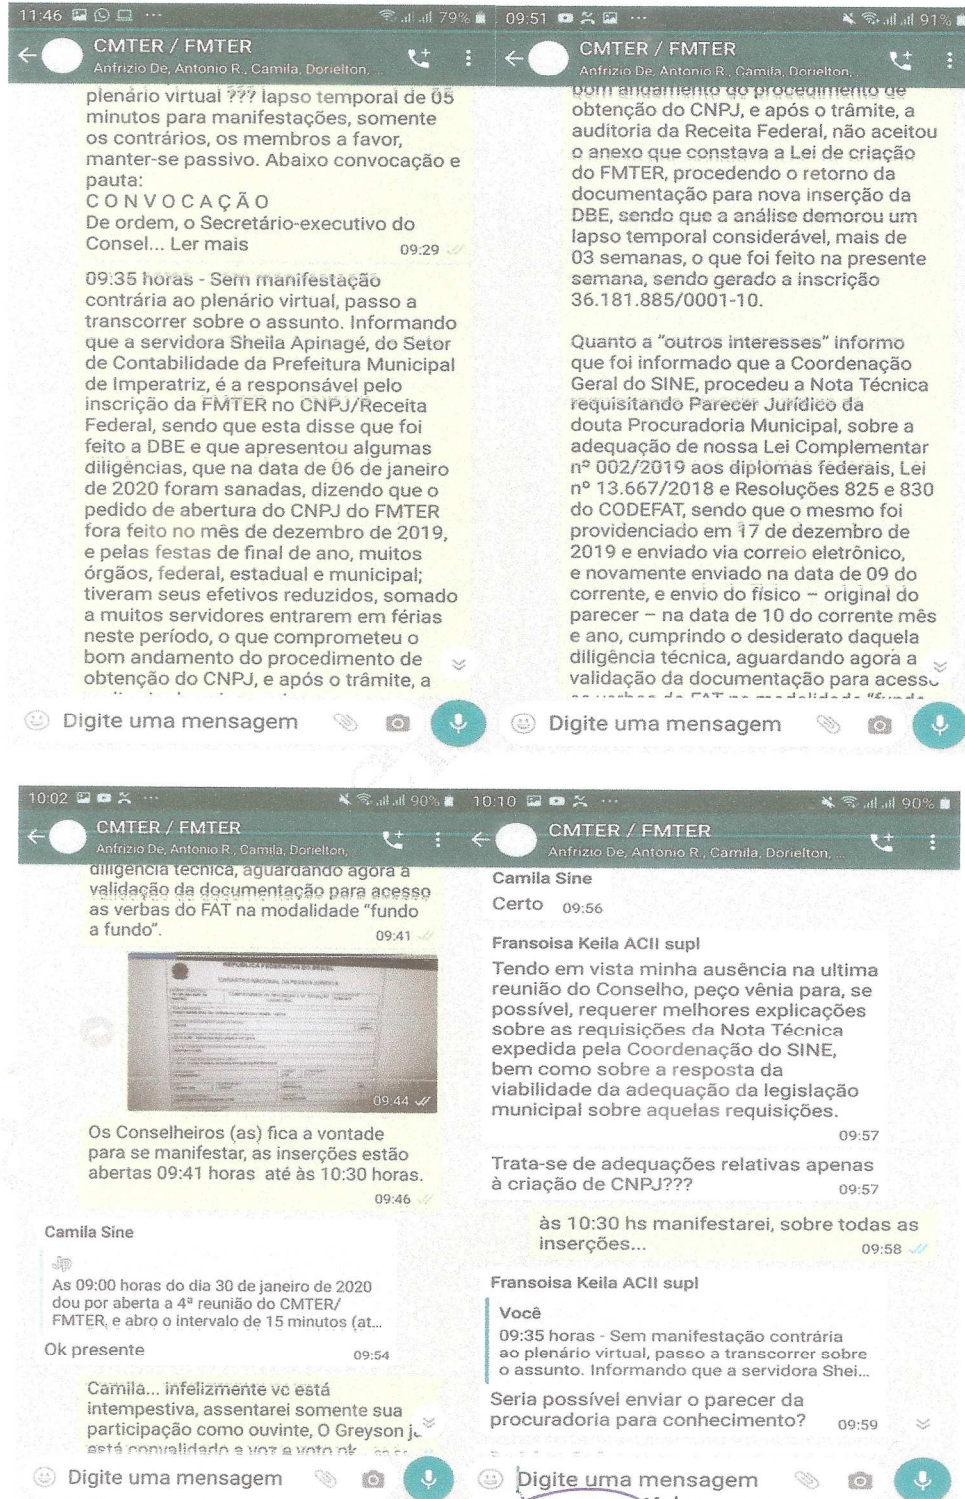 11:46 ... 79%
CMTER / FMTER
Anfrizio De, Antonio R., Camila, Dorielton, ...
plenário virtual ??? lapso temporal de 05
minutos para manifestações, somente
os contrários, os membros a favor,
manter-se passivo. Abaixo convocação e
pauta:
C O N V O C A Ç Ã O
De ordem, o Secretário-executivo do
Consel... Ler mais 09:29
09:35 horas - Sem manifestação
contrária ao plenário virtual, passo a
transcorrer sobre o assunto. Informando
que a servidora Sheila Apinagé, do Setor
de Contabilidade da Prefeitura Municipal
de Imperatriz, é a responsável pelo
inscrição da FMTER no CNPJ/Receita
Federal, sendo que esta disse que foi
feito a DBE e que apresentou algumas
diligências, que na data de 06 de janeiro
de 2020 foram sanadas, dizendo que o
pedido de abertura do CNPJ do FMTER
fora feito no mês de dezembro de 2019,
e pelas festas de final de ano, muitos
órgãos, federal, estadual e municipal;
tiveram seus efetivos reduzidos, somado
a muitos servidores entrarem em férias
neste período, o que comprometeu o
bom andamento do procedimento de
obtenção do CNPJ, e após o trâmite, a
Digite uma mensagem
09:51 ... 91%
CMTER / FMTER
Anfrizio De, Antonio R., Camila, Dorielton, ...
bom andamento do procedimento de
obtenção do CNPJ, e após o trâmite, a
auditoria da Receita Federal, não aceitou
o anexo que constava a Lei de criação
do FMTER, procedendo o retorno da
documentação para nova inserção da
DBE, sendo que a análise demorou um
lapso temporal considerável, mais de
03 semanas, o que foi feito na presente
semana, sendo gerado a inscrição
36.181.885/0001-10.
Quanto a “outros interesses” informo
que foi informado que a Coordenação
Geral do SINE, procedeu a Nota Técnica
requisitando Parecer Jurídico da
douta Procuradoria Municipal, sobre a
adequação de nossa Lei Complementar
nº 002/2019 aos diplomas federais, Lei
nº 13.667/2018 e Resoluções 825 e 830
do CODEFAT, sendo que o mesmo foi
providenciado em 17 de dezembro de
2019 e enviado via correio eletrônico,
e novamente enviado na data de 09 do
corrente, e envio do físico – original do
parecer – na data de 10 do corrente mês
e ano, cumprindo o desiderato daquela
diligência técnica, aguardando agora a
validação da documentação para acesso
as verbas do FAT na modalidade “fundo
Digite uma mensagem
10:02 ... 90%
CMTER / FMTER
Anfrizio De, Antonio R., Camila, Dorielton, ...
diligência técnica, aguardando agora a
validação da documentação para acesso
as verbas do FAT na modalidade “fundo
a fundo”. 09:41
REPÚBLICA FEDERATIVA DO BRASIL
CADASTRO NACIONAL DA PESSOA JURÍDICA
09:44
Os Conselheiros (as) fica a vontade
para se manifestar, as inserções estão
abertas 09:41 horas até às 10:30 horas.
09:46
Camila Sine
Jp
As 09:00 horas do dia 30 de janeiro de 2020
dou por aberta a 4ª reunião do CMTER/
FMTER, e abro o intervalo de 15 minutos (at...
Ok presente 09:54
Camila... infelizmente vc está
intempestiva, assentarei somente sua
participação como ouvinte, O Greyson j
está convalidado a voz e voto ok
Digite uma mensagem
10:10 ... 90%
CMTER / FMTER
Anfrizio De, Antonio R., Camila, Dorielton, ...
Camila Sine
Certo 09:56
Fransoisa Keila ACII supl
Tendo em vista minha ausência na ultima
reunião do Conselho, peço vênia para, se
possível, requerer melhores explicações
sobre as requisições da Nota Técnica
expedida pela Coordenação do SINE,
bem como sobre a resposta da
viabilidade da adequação da legislação
municipal sobre aquelas requisições.
09:57
Trata-se de adequações relativas apenas
à criação de CNPJ??? 09:57
às 10:30 hs manifestarei, sobre todas as
inserções... 09:58
Fransoisa Keila ACII supl
Você
09:35 horas - Sem manifestação contrária
ao plenário virtual, passo a transcorrer sobre
o assunto. Informando que a servidora Shei...
Seria possível enviar o parecer da
procuradoria para conhecimento? 09:59
Digite uma mensagem